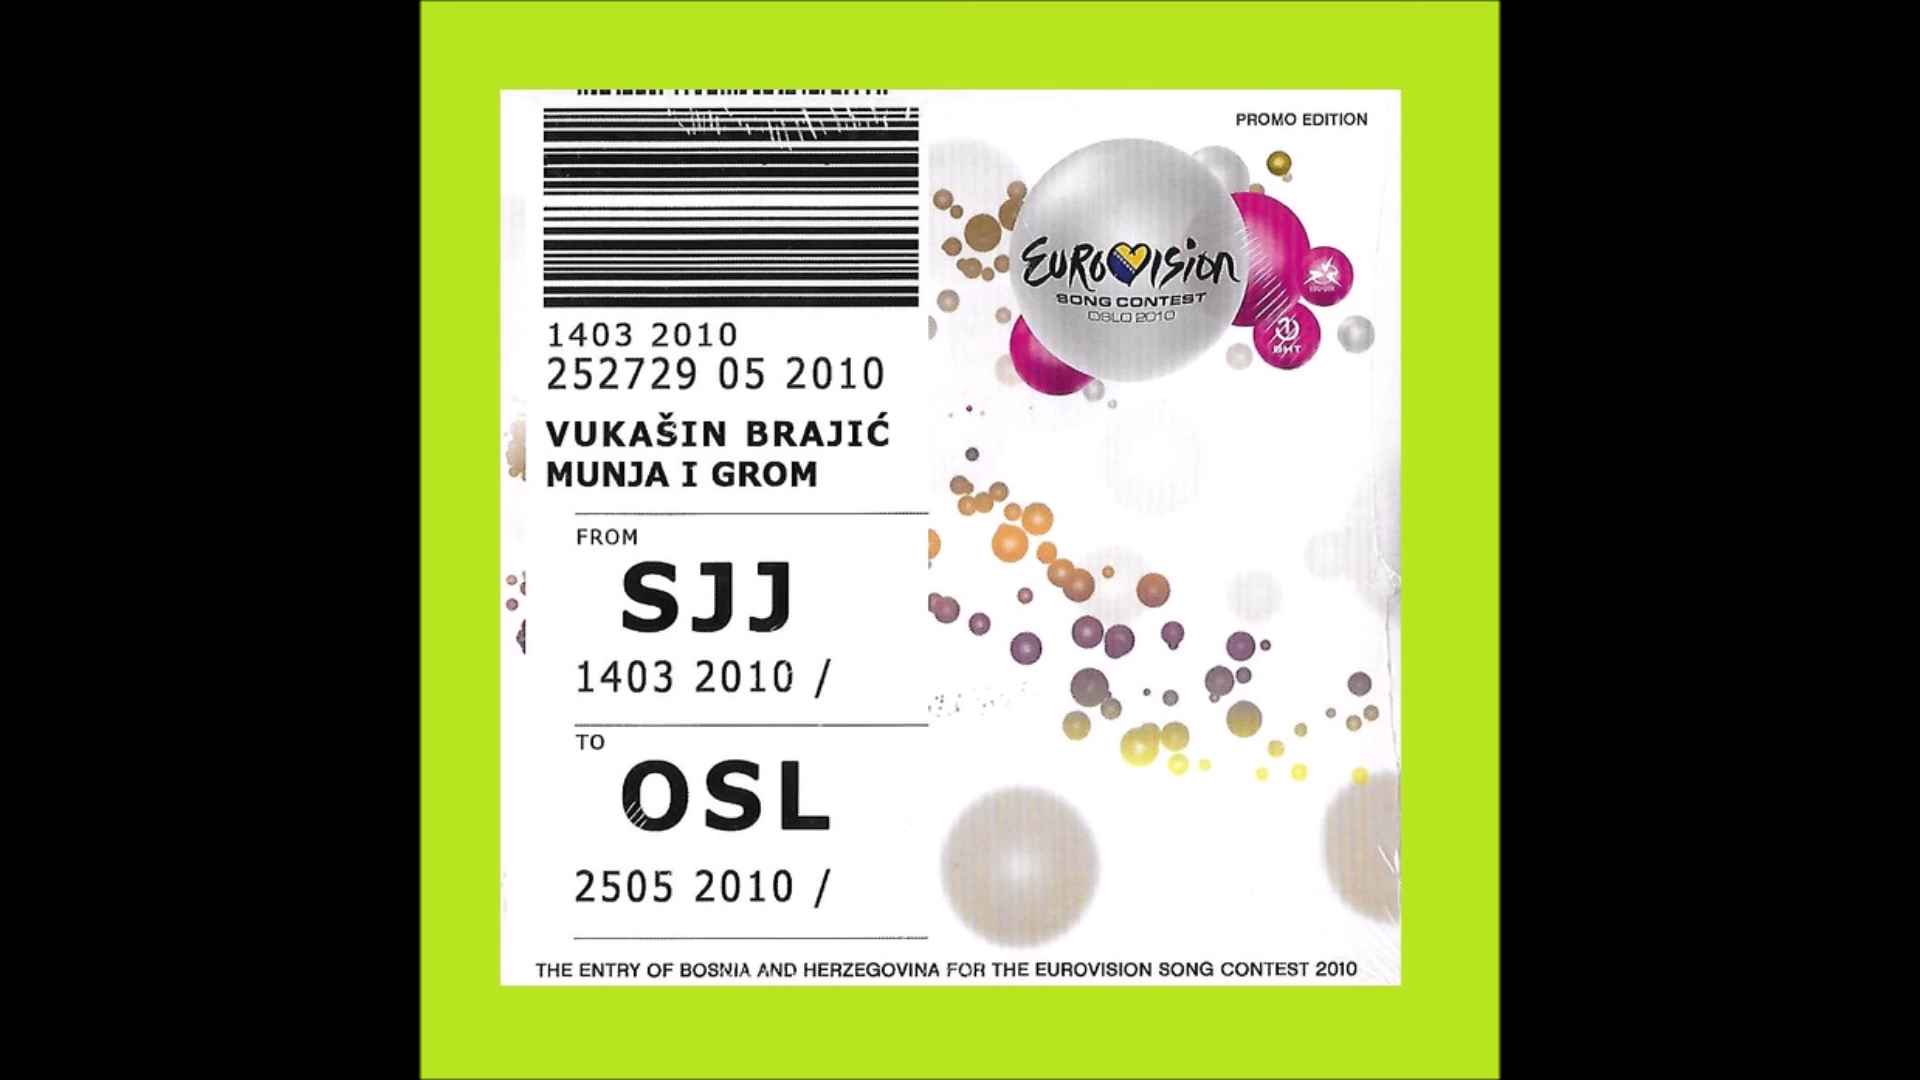 PROMO EDITION
EUROVISION
SONG CONTEST
OSLO 2010
BHT
1403 2010
252729 05 2010
VUKAŠIN BRAJIĆ
MUNJA I GROM
FROM
SJJ
1403 2010 /
TO
OSL
2505 2010 /
THE ENTRY OF BOSNIA AND HERZEGOVINA FOR THE EUROVISION SONG CONTEST 2010